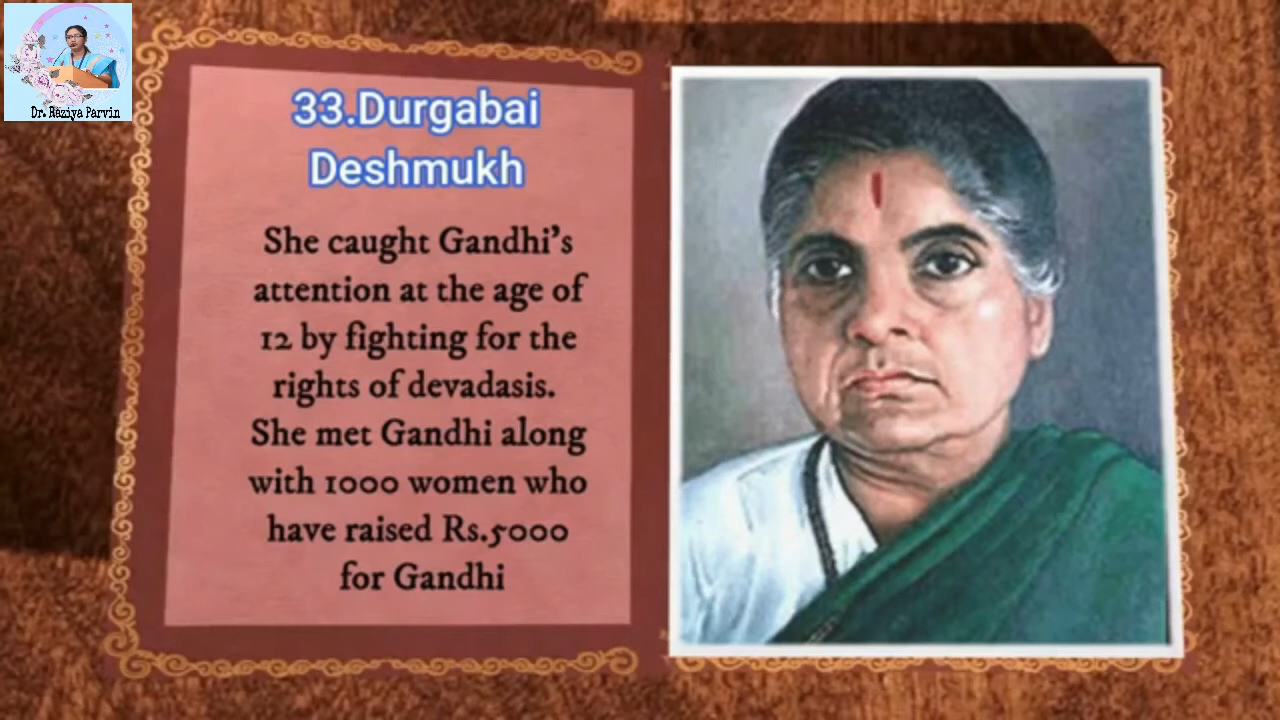 Dr. Raziya Parvin
33.Durgabai
Deshmukh
She caught Gandhi's
attention at the age of
12 by fighting for the
rights of devadasis.
She met Gandhi along
with 1000 women who
have raised Rs.5000
for Gandhi